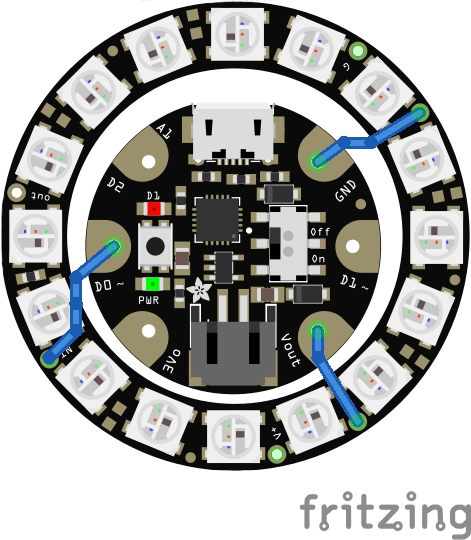 G
A1
D2
GND
out
D1
Off
On
D0 ~
D1 ~
PWR
IN
3Vo
Vout
V+
fritzing